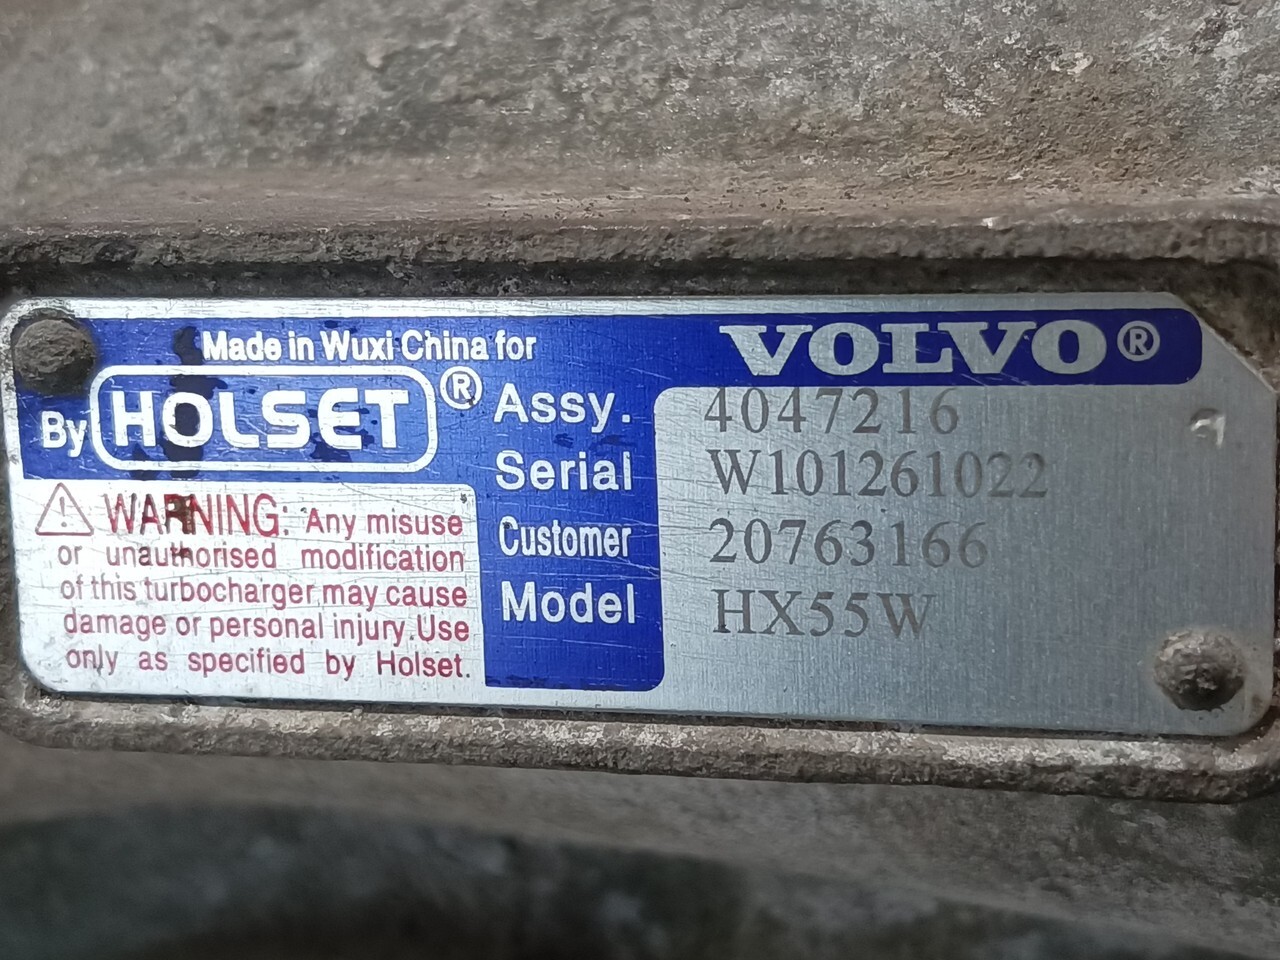 Made in Wuxi China for VOLVO®
By HOLSET®
Assy. 4047216
Serial W101261022
Customer 20763166
Model HX55W
WARNING: Any misuse
or unauthorised modification
of this turbocharger may cause
damage or personal injury.Use
only as specified by Holset.